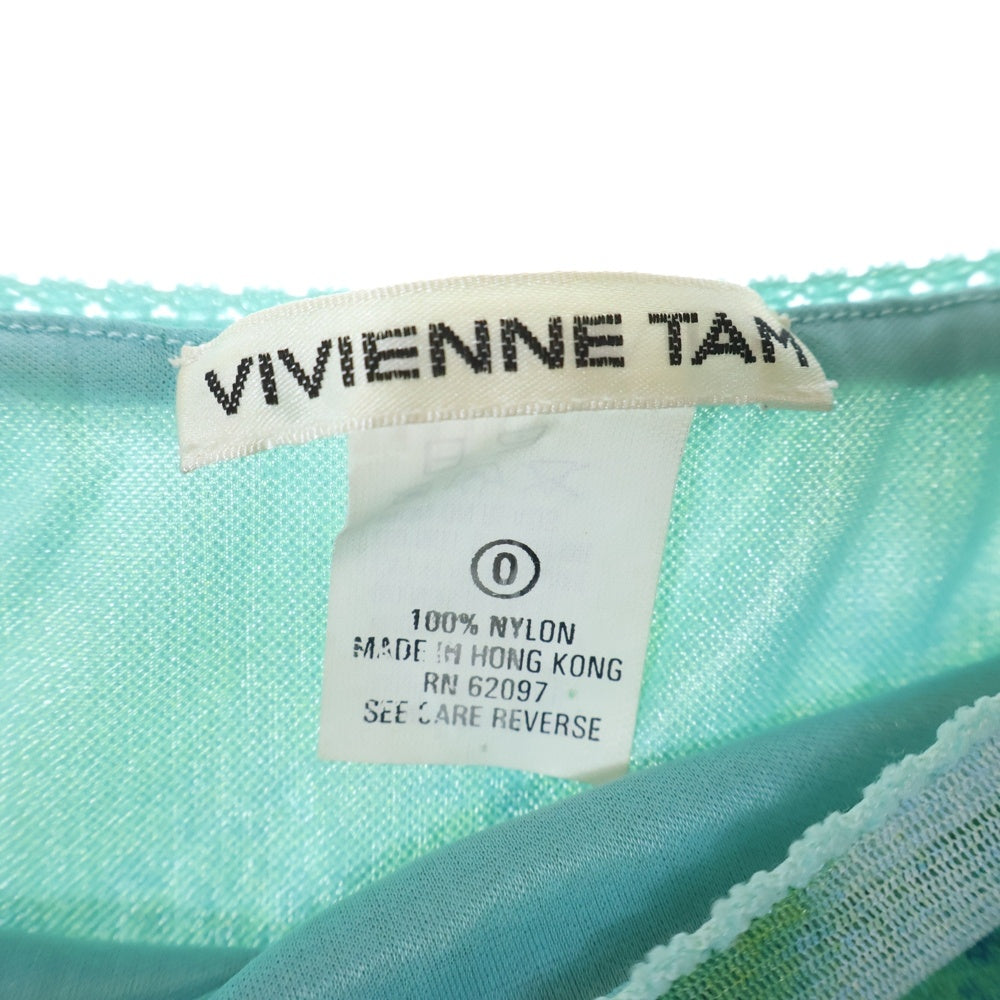 VIVIENNE TAM
0
100% NYLON
MADE IN HONG KONG
RN 62097
SEE CARE REVERSE